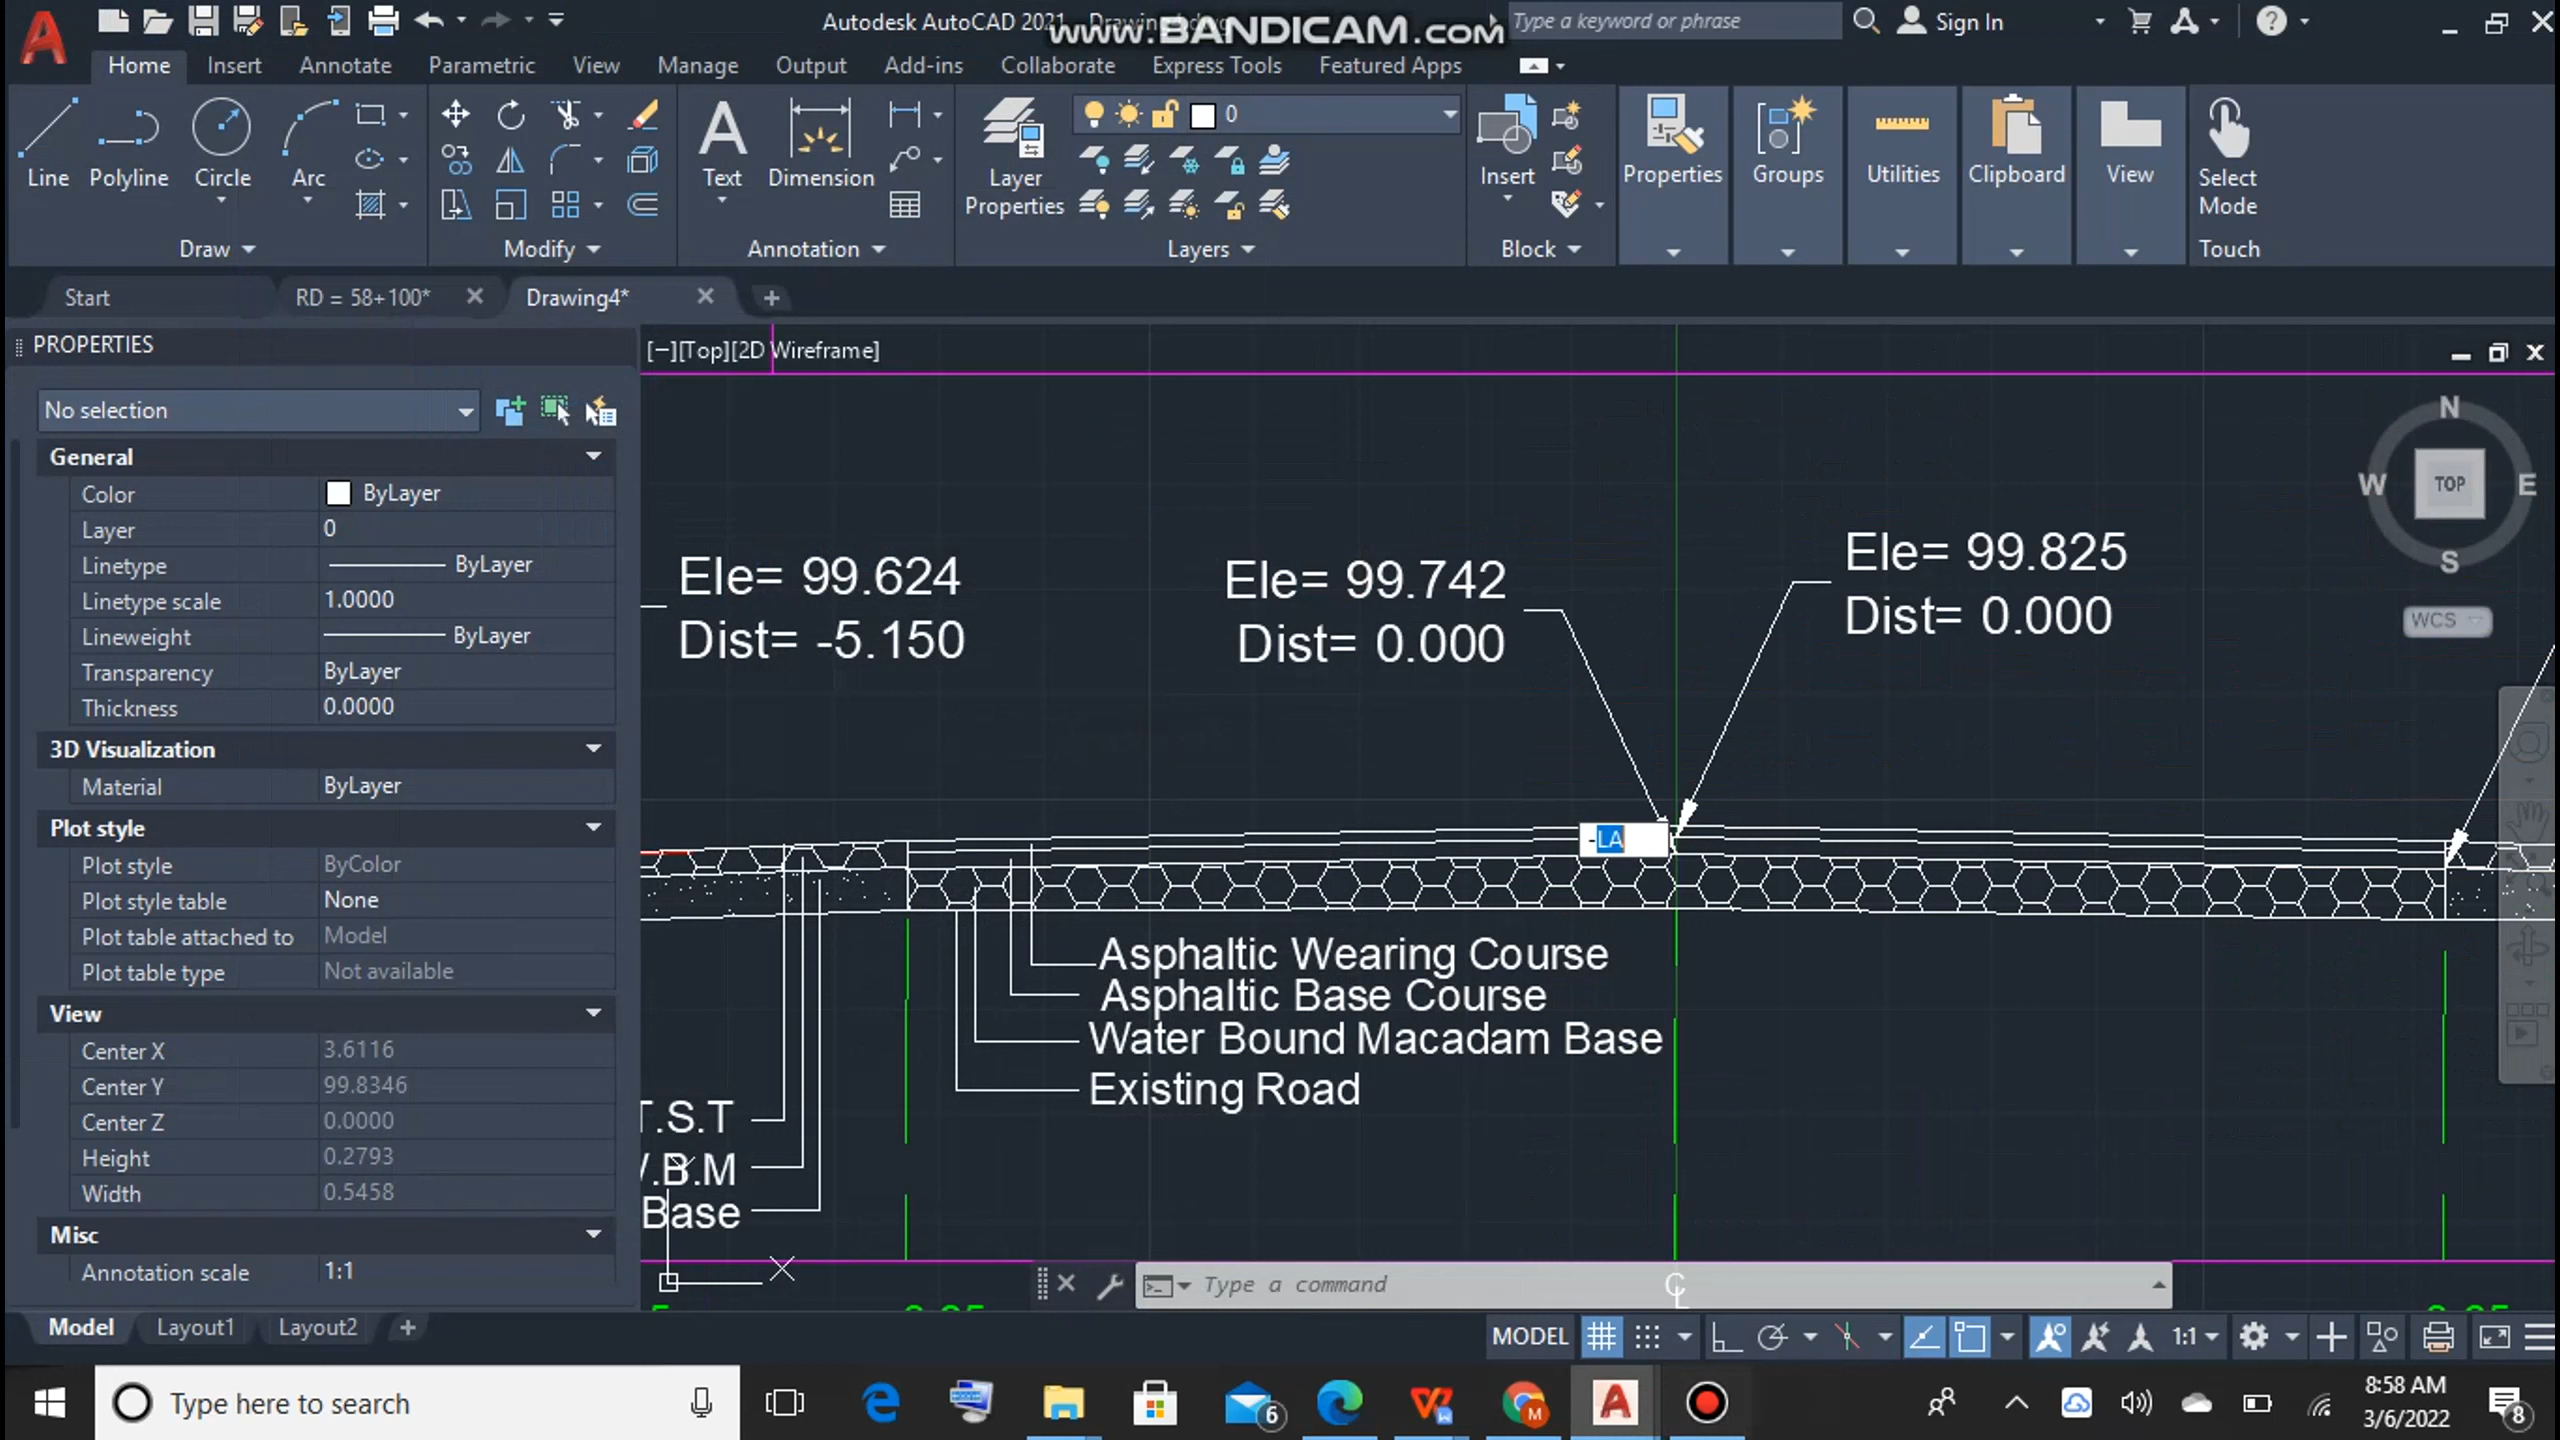 Autodesk AutoCAD 2021 Drawing4.dwg
www.BANDICAM.com
Type a keyword or phrase
Sign In
Home Insert Annotate Parametric View Manage Output Add-ins Collaborate Express Tools Featured Apps
Line Polyline Circle Arc
Draw
Modify
Text Dimension
Annotation
Layer Properties
0
Layers
Insert
Block
Properties
Groups
Utilities
Clipboard
View
Select Mode
Touch
Start
RD = 58+100*
Drawing4*
PROPERTIES
No selection
General
Color ByLayer
Layer 0
Linetype ByLayer
Linetype scale 1.0000
Lineweight ByLayer
Transparency ByLayer
Thickness 0.0000
3D Visualization
Material ByLayer
Plot style
Plot style ByColor
Plot style table None
Plot table attached to Model
Plot table type Not available
View
Center X 3.6116
Center Y 99.8346
Center Z 0.0000
Height 0.2793
Width 0.5458
Misc
Annotation scale 1:1
[−][Top][2D Wireframe]
N
W TOP E
S
WCS
Ele= 99.624
Dist= -5.150
Ele= 99.742
Dist= 0.000
Ele= 99.825
Dist= 0.000
-LA
Asphaltic Wearing Course
Asphaltic Base Course
Water Bound Macadam Base
Existing Road
T.S.T
.B.M
Base
Type a command
CL
Model Layout1 Layout2
MODEL
1:1
Type here to search
6
M
8:58 AM
3/6/2022
8